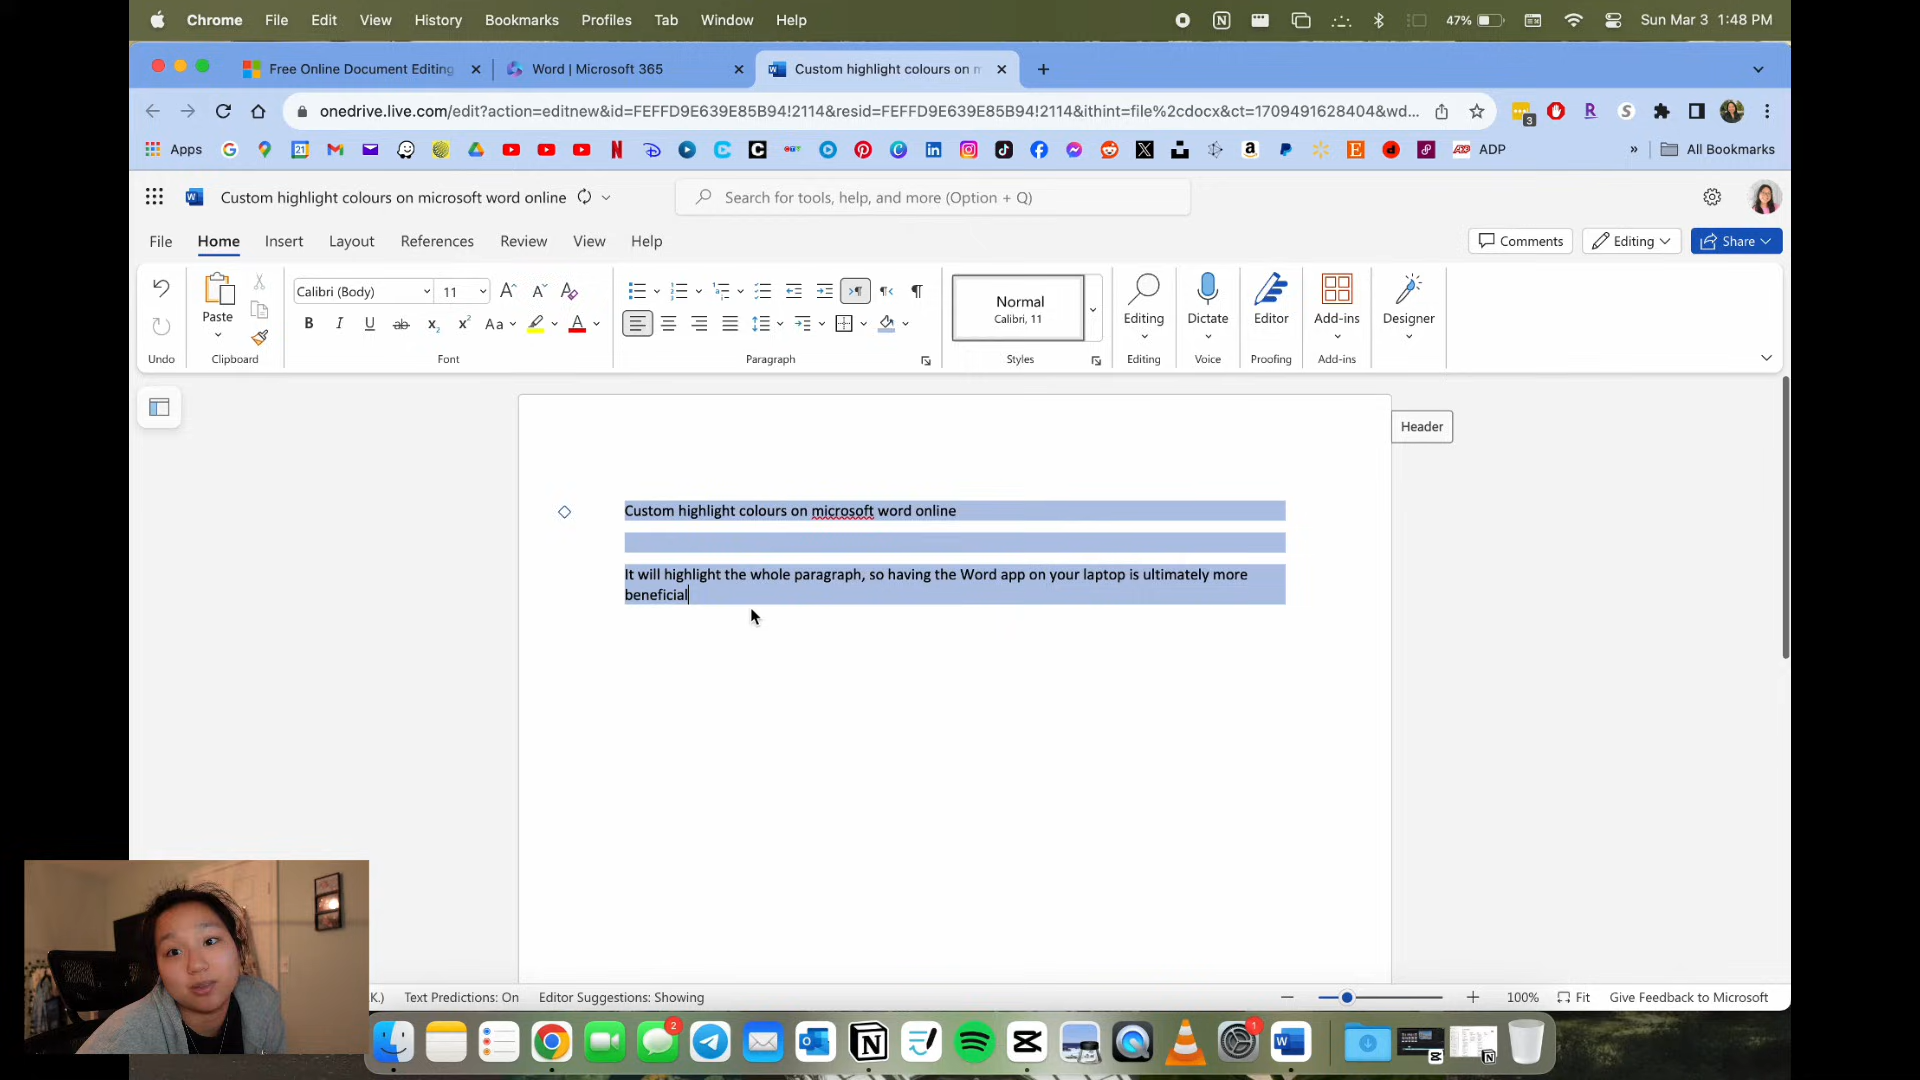 Chrome File Edit View History Bookmarks Profiles Tab Window Help 47% Sun Mar 3 1:48 PM
Free Online Document Editing Word | Microsoft 365 Custom highlight colours on m
onedrive.live.com/edit?action=editnew&id=FEFFD9E639E85B94!2114&resid=FEFFD9E639E85B94!2114&ithint=file%2cdocx&ct=1709491628404&wd... 3
Apps ADP » All Bookmarks
Custom highlight colours on microsoft word online Search for tools, help, and more (Option + Q)
File Home Insert Layout References Review View Help Comments Editing Share
Calibri (Body) 11
Paste
Normal
Calibri, 11
Editing Dictate Editor Add-ins Designer
B I U ab x₂ x² Aa A
Undo Clipboard Font Paragraph Styles Editing Voice Proofing Add-ins
Header
Custom highlight colours on microsoft word online
It will highlight the whole paragraph, so having the Word app on your laptop is ultimately more
beneficial
K.) Text Predictions: On Editor Suggestions: Showing 100% Fit Give Feedback to Microsoft
2 1